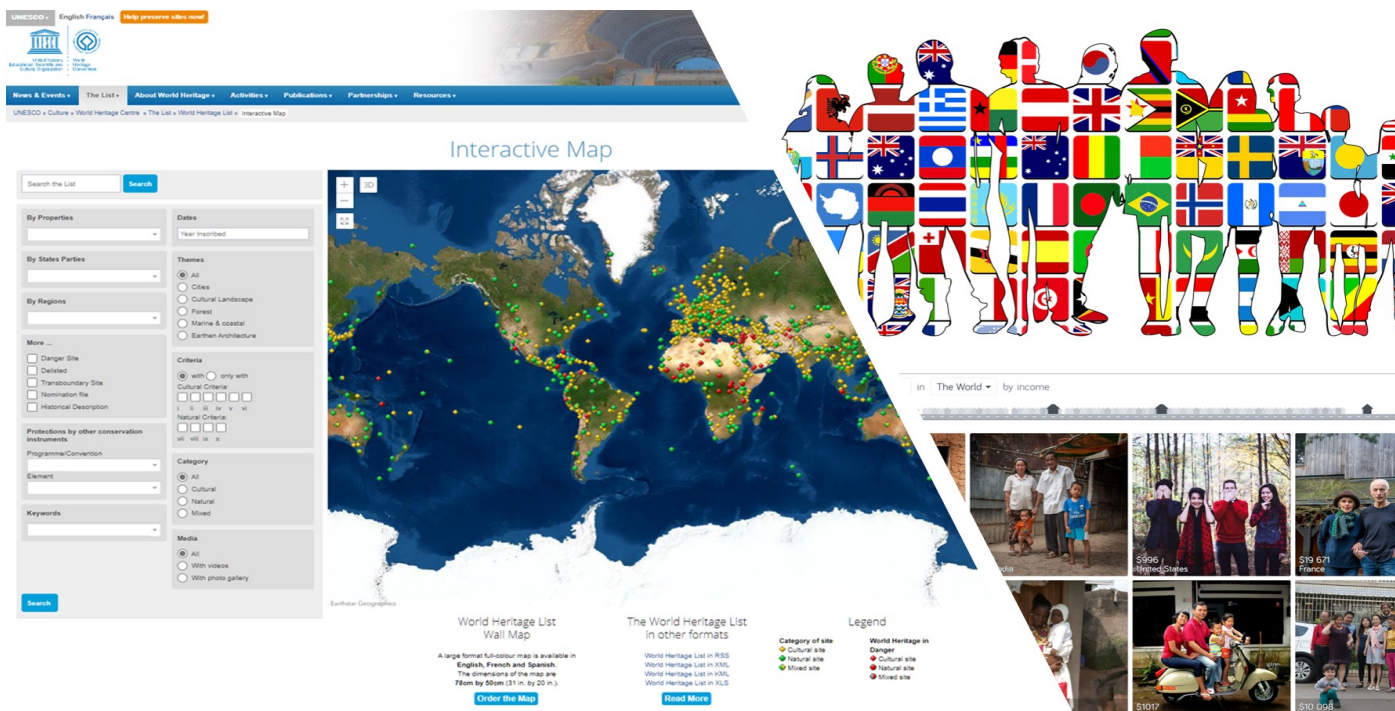 UNESCO
English Français
Help preserve sites now!
United Nations
Educational, Scientific and
Cultural Organization
World
Heritage
Convention
News & Events
The List
About World Heritage
Activities
Publications
Partnerships
Resources
UNESCO » Culture » World Heritage Centre » The List » World Heritage List » Interactive Map
Interactive Map
Search the List
Search
By Properties
By States Parties
By Regions
More ...
Danger Site
Delisted
Transboundary Site
Nomination file
Historical Description
Protections by other conservation
instruments
Programme/Convention
Element
Keywords
Search
Dates
Year Inscribed
Themes
All
Cities
Cultural Landscape
Forest
Marine & coastal
Earthen Architecture
Criteria
with only with
Cultural Criteria:
i ii iii iv v vi
Natural Criteria:
vii viii ix x
Category
All
Cultural
Natural
Mixed
Media
All
With videos
With photo gallery
+ 3D
−
Earthstar Geographics
World Heritage List
Wall Map
A large format full-colour map is available in
English, French and Spanish.
The dimensions of the map are
78cm by 50cm (31 in. by 20 in.).
Order the Map
The World Heritage List
in other formats
World Heritage List in RSS
World Heritage List in XML
World Heritage List in KML
World Heritage List in XLS
Read More
Legend
Category of site
Cultural site
Natural site
Mixed site
World Heritage in
Danger
Cultural site
Natural site
Mixed site
in The World by income
$996
United States
$19 671
France
$1017
$10 098